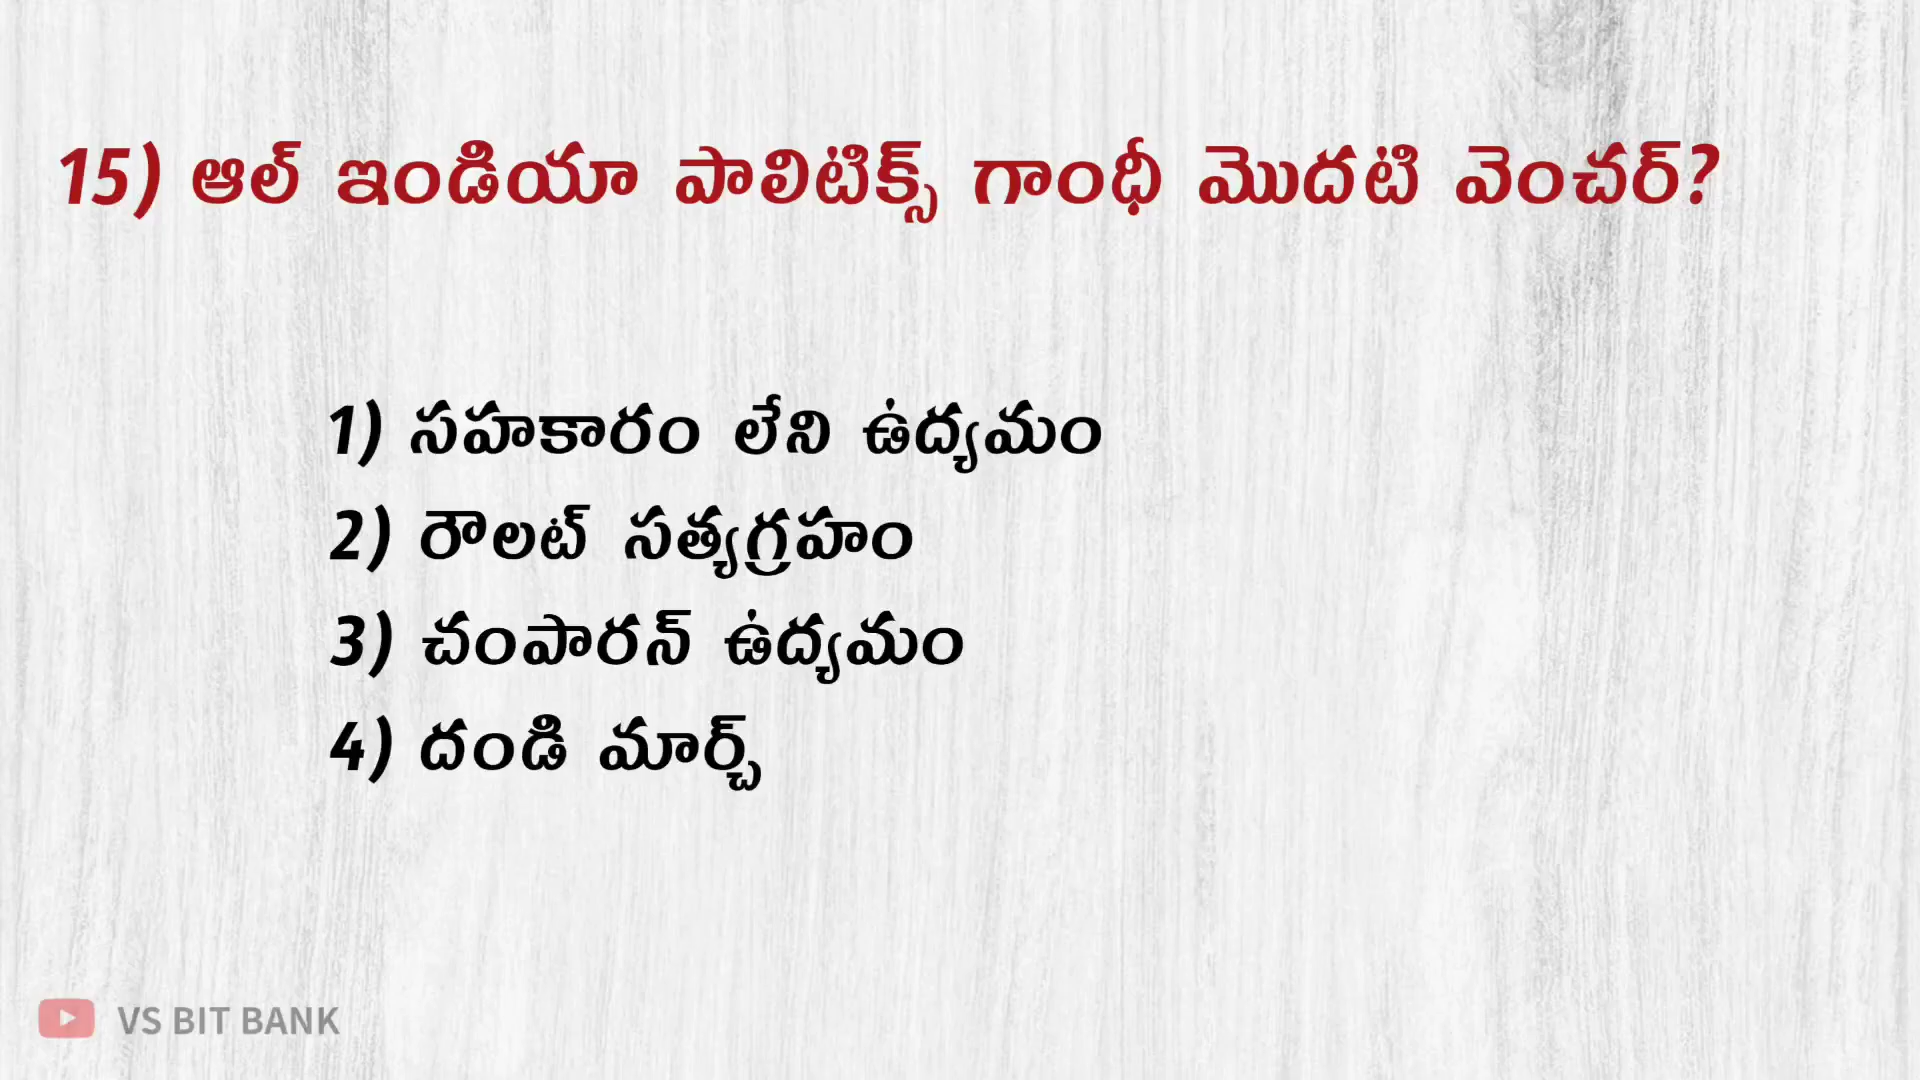 15) ఆల్ ఇండియా పాలిటిక్స్ గాంధీ మొదటి వెంచర్?
1) సహకారం లేని ఉద్యమం
2) రౌలట్ సత్యగ్రహం
3) చంపారన్ ఉద్యమం
4) దండి మార్చ్
VS BIT BANK